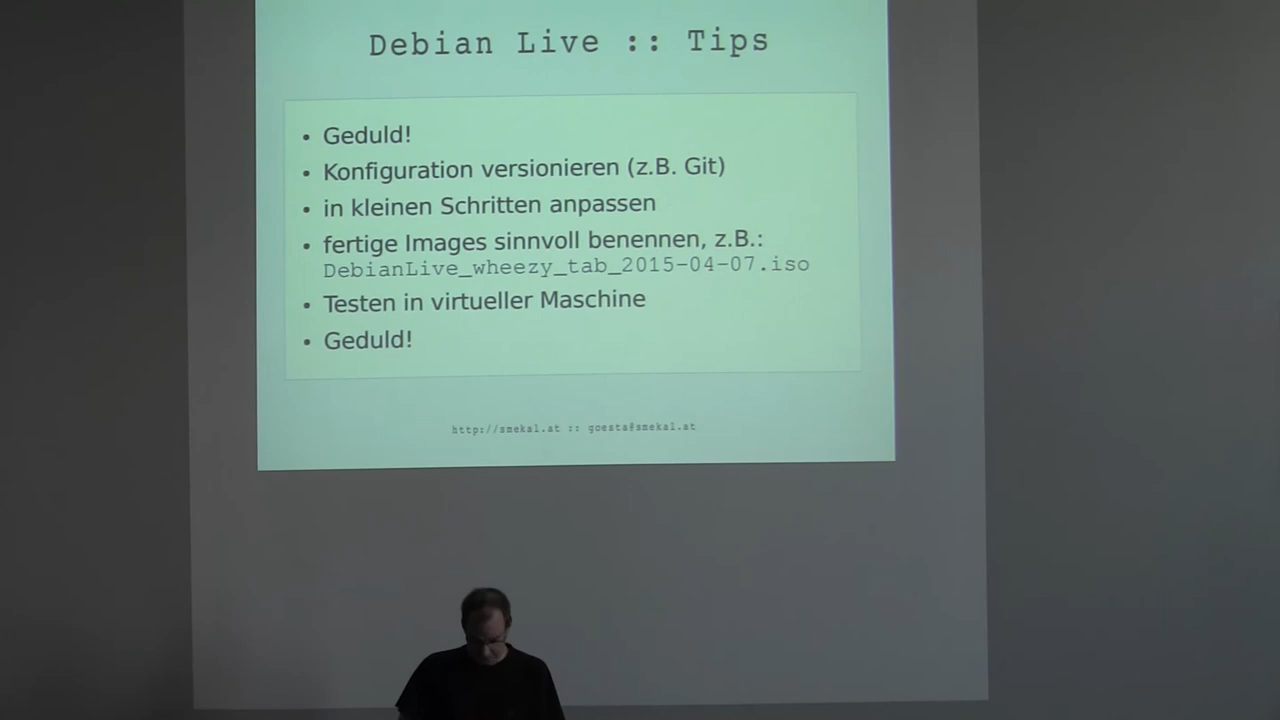 Debian Live :: Tips
• Geduld!
• Konfiguration versionieren (z.B. Git)
• in kleinen Schritten anpassen
• fertige Images sinnvoll benennen, z.B.:
DebianLive_wheezy_tab_2015-04-07.iso
• Testen in virtueller Maschine
• Geduld!
http://smekal.at :: goesta@smekal.at